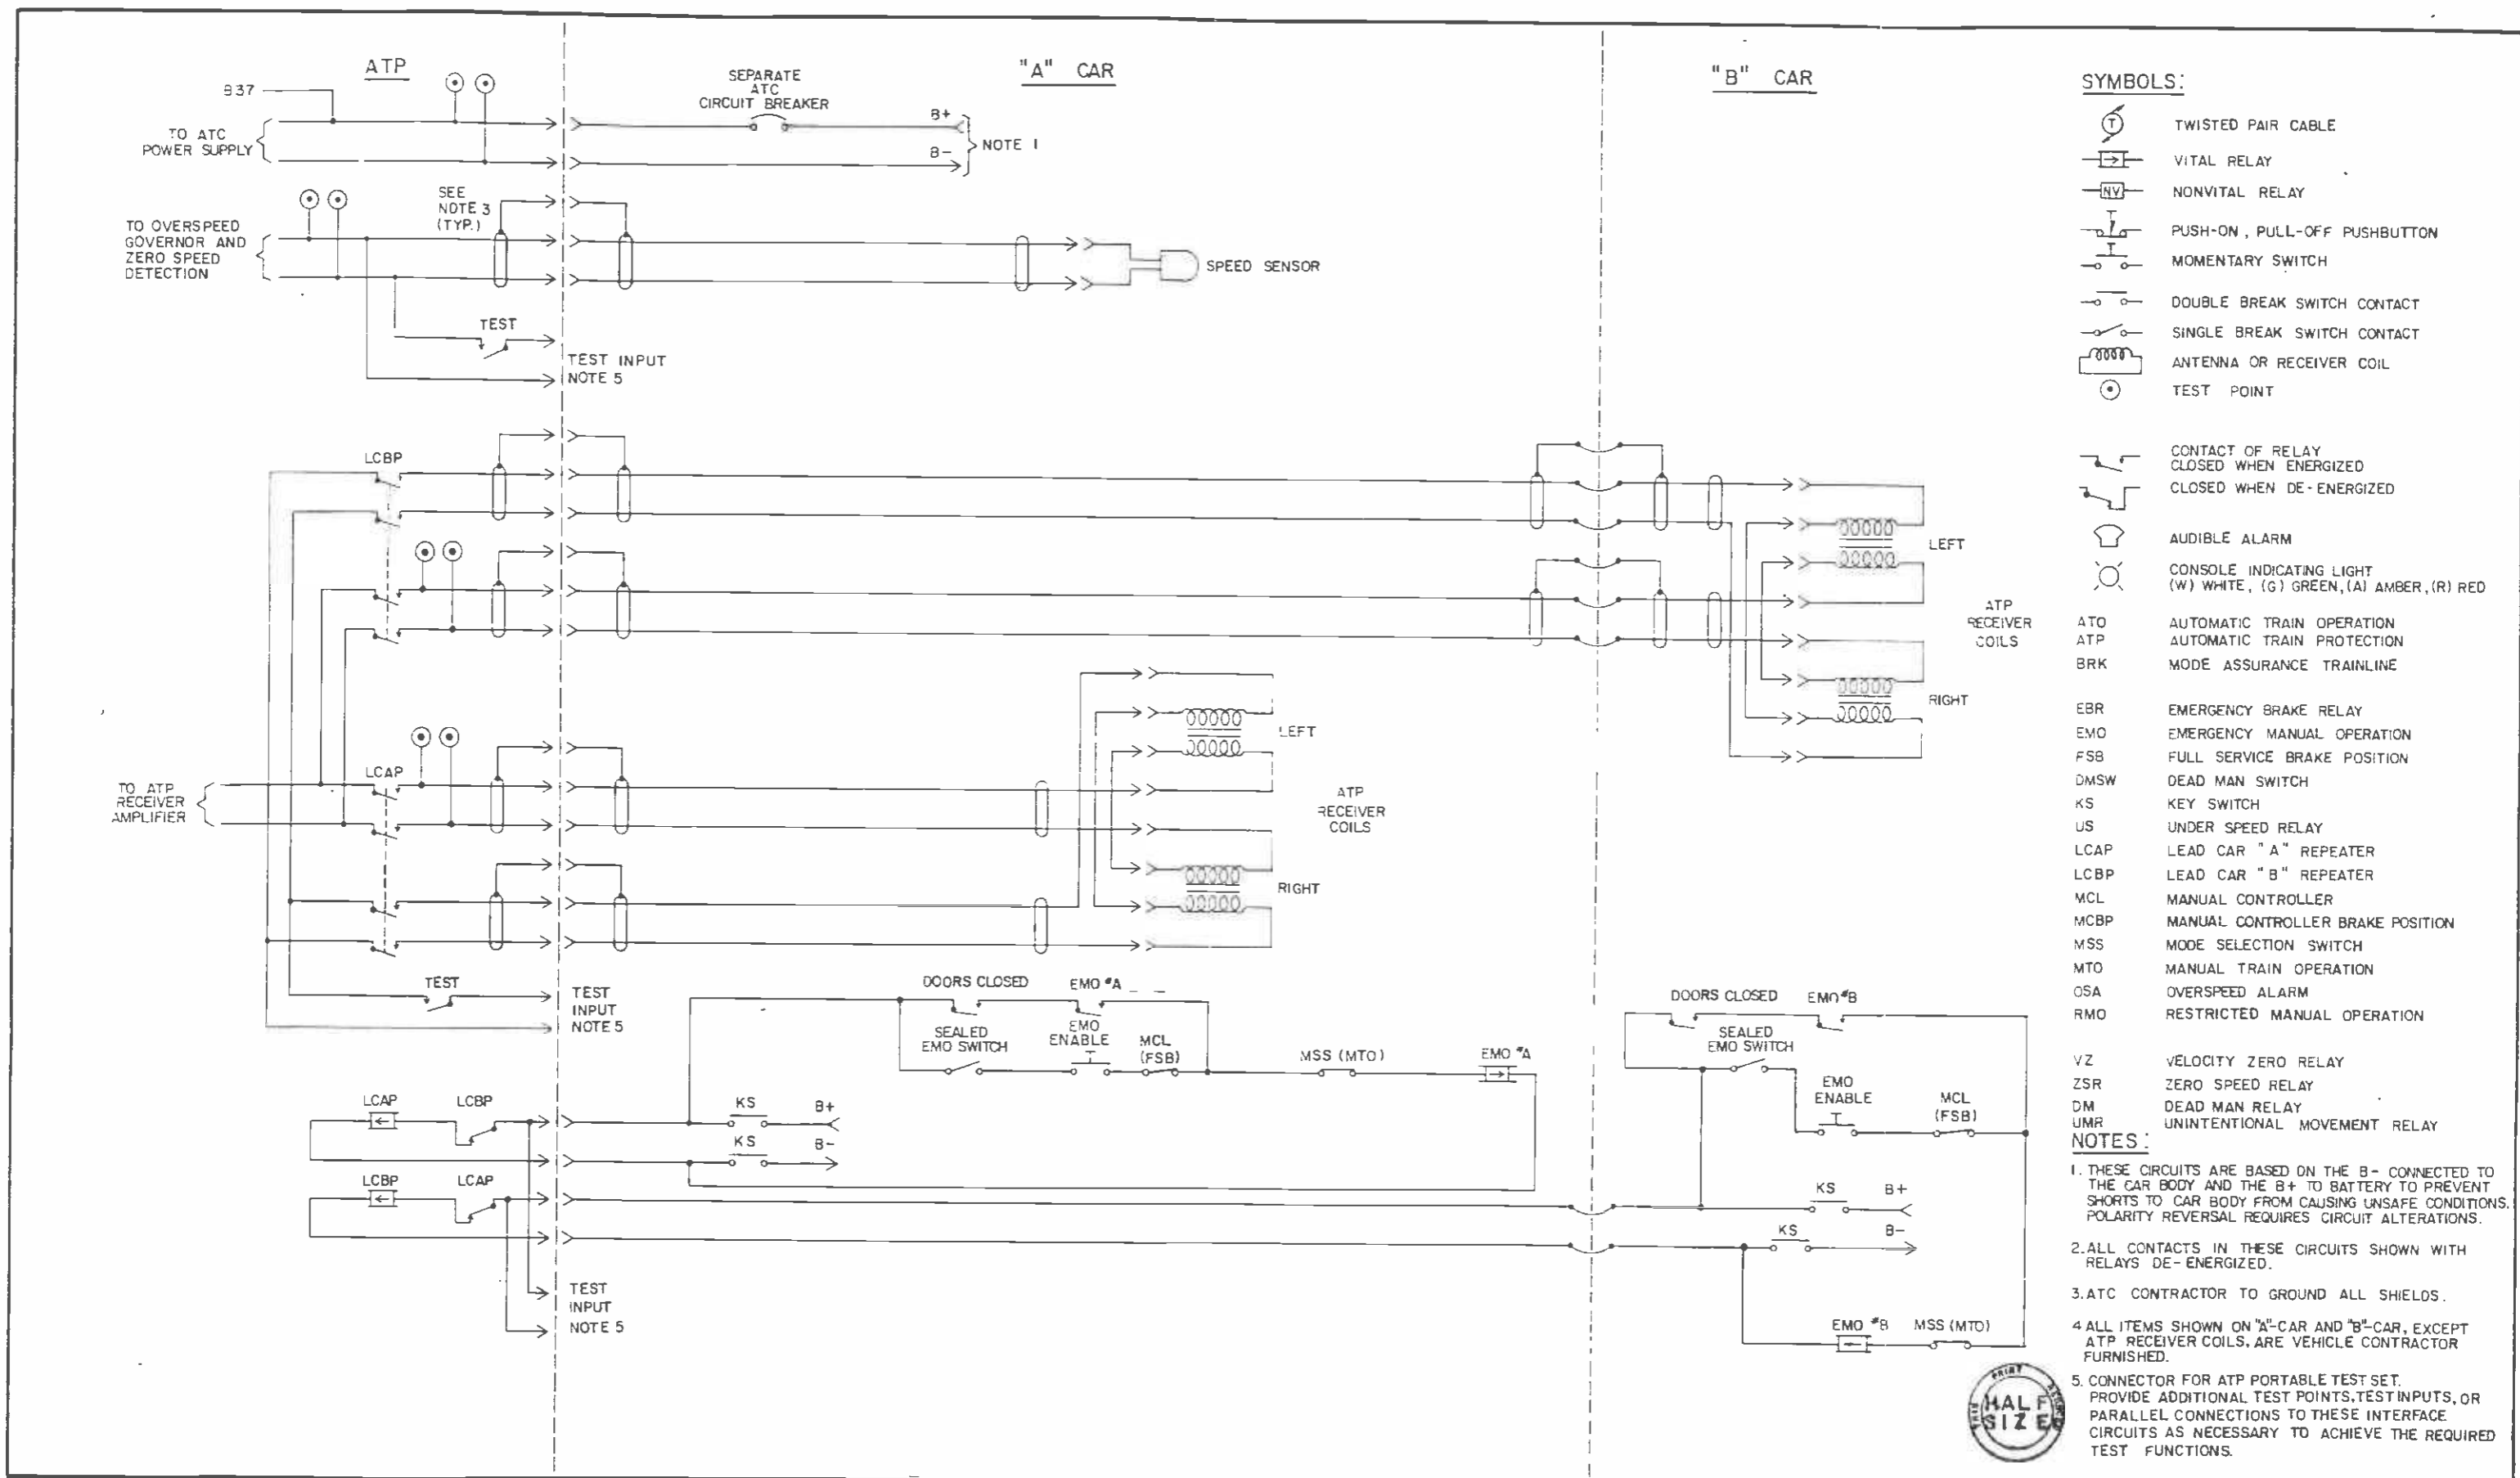 ATP
"A" CAR
"B" CAR
B37
TO ATC
POWER SUPPLY
SEPARATE
ATC
CIRCUIT BREAKER
B+
B-
NOTE 1
SEE
NOTE 3
(TYP.)
TO OVERSPEED
GOVERNOR AND
ZERO SPEED
DETECTION
SPEED SENSOR
TEST
TEST INPUT
NOTE 5
LCBP
LEFT
ATP
RECEIVER
COILS
RIGHT
LEFT
LCAP
TO ATP
RECEIVER
AMPLIFIER
ATP
RECEIVER
COILS
RIGHT
TEST
TEST
INPUT
NOTE 5
DOORS CLOSED
EMO #A
SEALED
EMO SWITCH
EMO
ENABLE
MCL
(FSB)
MSS (MTO)
EMO #A
DOORS CLOSED
EMO #B
SEALED
EMO SWITCH
EMO
ENABLE
MCL
(FSB)
LCAP
LCBP
KS
B+
KS
B-
LCBP
LCAP
KS
B+
KS
B-
TEST
INPUT
NOTE 5
EMO #B
MSS (MTO)
SYMBOLS:
T
TWISTED PAIR CABLE
VITAL RELAY
NV
NONVITAL RELAY
PUSH-ON, PULL-OFF PUSHBUTTON
MOMENTARY SWITCH
DOUBLE BREAK SWITCH CONTACT
SINGLE BREAK SWITCH CONTACT
ANTENNA OR RECEIVER COIL
TEST POINT
CONTACT OF RELAY
CLOSED WHEN ENERGIZED
CLOSED WHEN DE-ENERGIZED
AUDIBLE ALARM
CONSOLE INDICATING LIGHT
(W) WHITE, (G) GREEN, (A) AMBER, (R) RED
ATO AUTOMATIC TRAIN OPERATION
ATP AUTOMATIC TRAIN PROTECTION
BRK MODE ASSURANCE TRAINLINE
EBR EMERGENCY BRAKE RELAY
EMO EMERGENCY MANUAL OPERATION
FSB FULL SERVICE BRAKE POSITION
DMSW DEAD MAN SWITCH
KS KEY SWITCH
US UNDER SPEED RELAY
LCAP LEAD CAR "A" REPEATER
LCBP LEAD CAR "B" REPEATER
MCL MANUAL CONTROLLER
MCBP MANUAL CONTROLLER BRAKE POSITION
MSS MODE SELECTION SWITCH
MTO MANUAL TRAIN OPERATION
OSA OVERSPEED ALARM
RMO RESTRICTED MANUAL OPERATION
VZ VELOCITY ZERO RELAY
ZSR ZERO SPEED RELAY
DM DEAD MAN RELAY
UMR UNINTENTIONAL MOVEMENT RELAY
NOTES:
1. THESE CIRCUITS ARE BASED ON THE B- CONNECTED TO
THE CAR BODY AND THE B+ TO BATTERY TO PREVENT
SHORTS TO CAR BODY FROM CAUSING UNSAFE CONDITIONS.
POLARITY REVERSAL REQUIRES CIRCUIT ALTERATIONS.
2. ALL CONTACTS IN THESE CIRCUITS SHOWN WITH
RELAYS DE-ENERGIZED.
3. ATC CONTRACTOR TO GROUND ALL SHIELDS.
4 ALL ITEMS SHOWN ON "A"-CAR AND "B"-CAR, EXCEPT
ATP RECEIVER COILS, ARE VEHICLE CONTRACTOR
FURNISHED.
5. CONNECTOR FOR ATP PORTABLE TEST SET.
PROVIDE ADDITIONAL TEST POINTS, TEST INPUTS, OR
PARALLEL CONNECTIONS TO THESE INTERFACE
CIRCUITS AS NECESSARY TO ACHIEVE THE REQUIRED
TEST FUNCTIONS.
THIS PRINT
HALF
SIZE